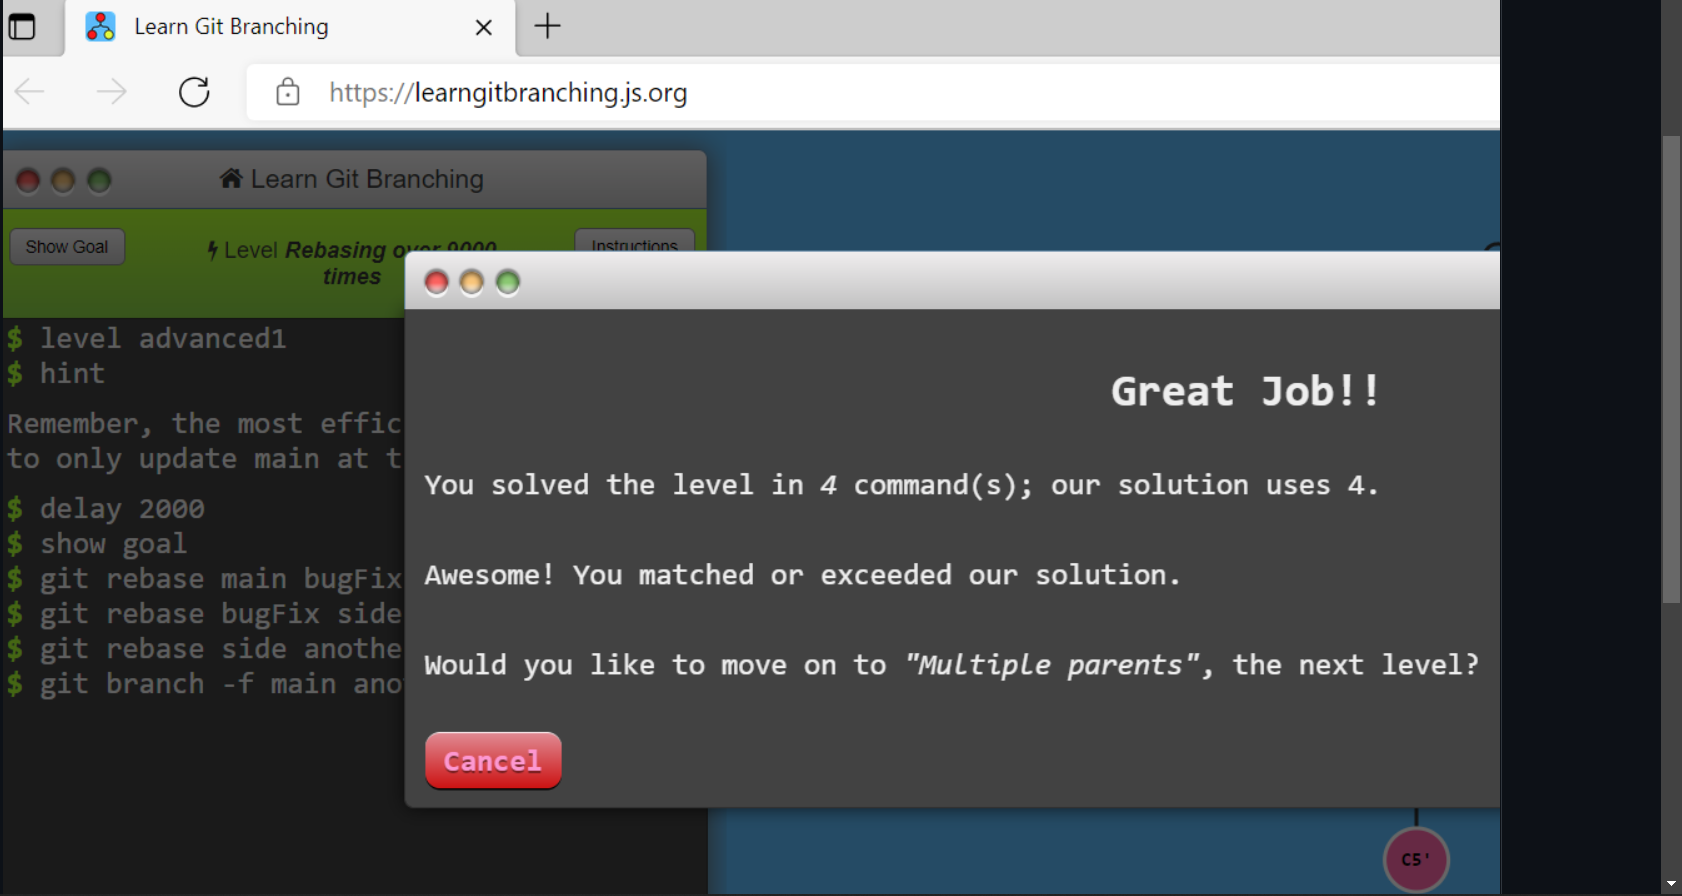 Learn Git Branching
https://learngitbranching.js.org
Learn Git Branching
Show Goal
Level Rebasing over 9000
times
Instructions
$ level advanced1
$ hint
Remember, the most effic
to only update main at t
$ delay 2000
$ show goal
$ git rebase main bugFix
$ git rebase bugFix side
$ git rebase side anothe
$ git branch -f main ano
Great Job!!
You solved the level in 4 command(s); our solution uses 4.
Awesome! You matched or exceeded our solution.
Would you like to move on to "Multiple parents", the next level?
Cancel
C5'